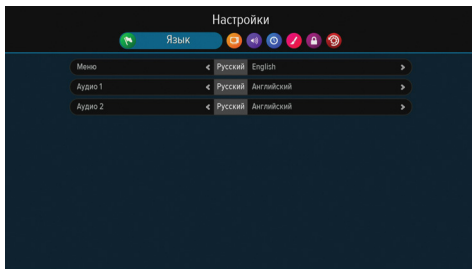 Настройки
Язык
Меню Русский English
Аудио 1 Русский Английский
Аудио 2 Русский Английский